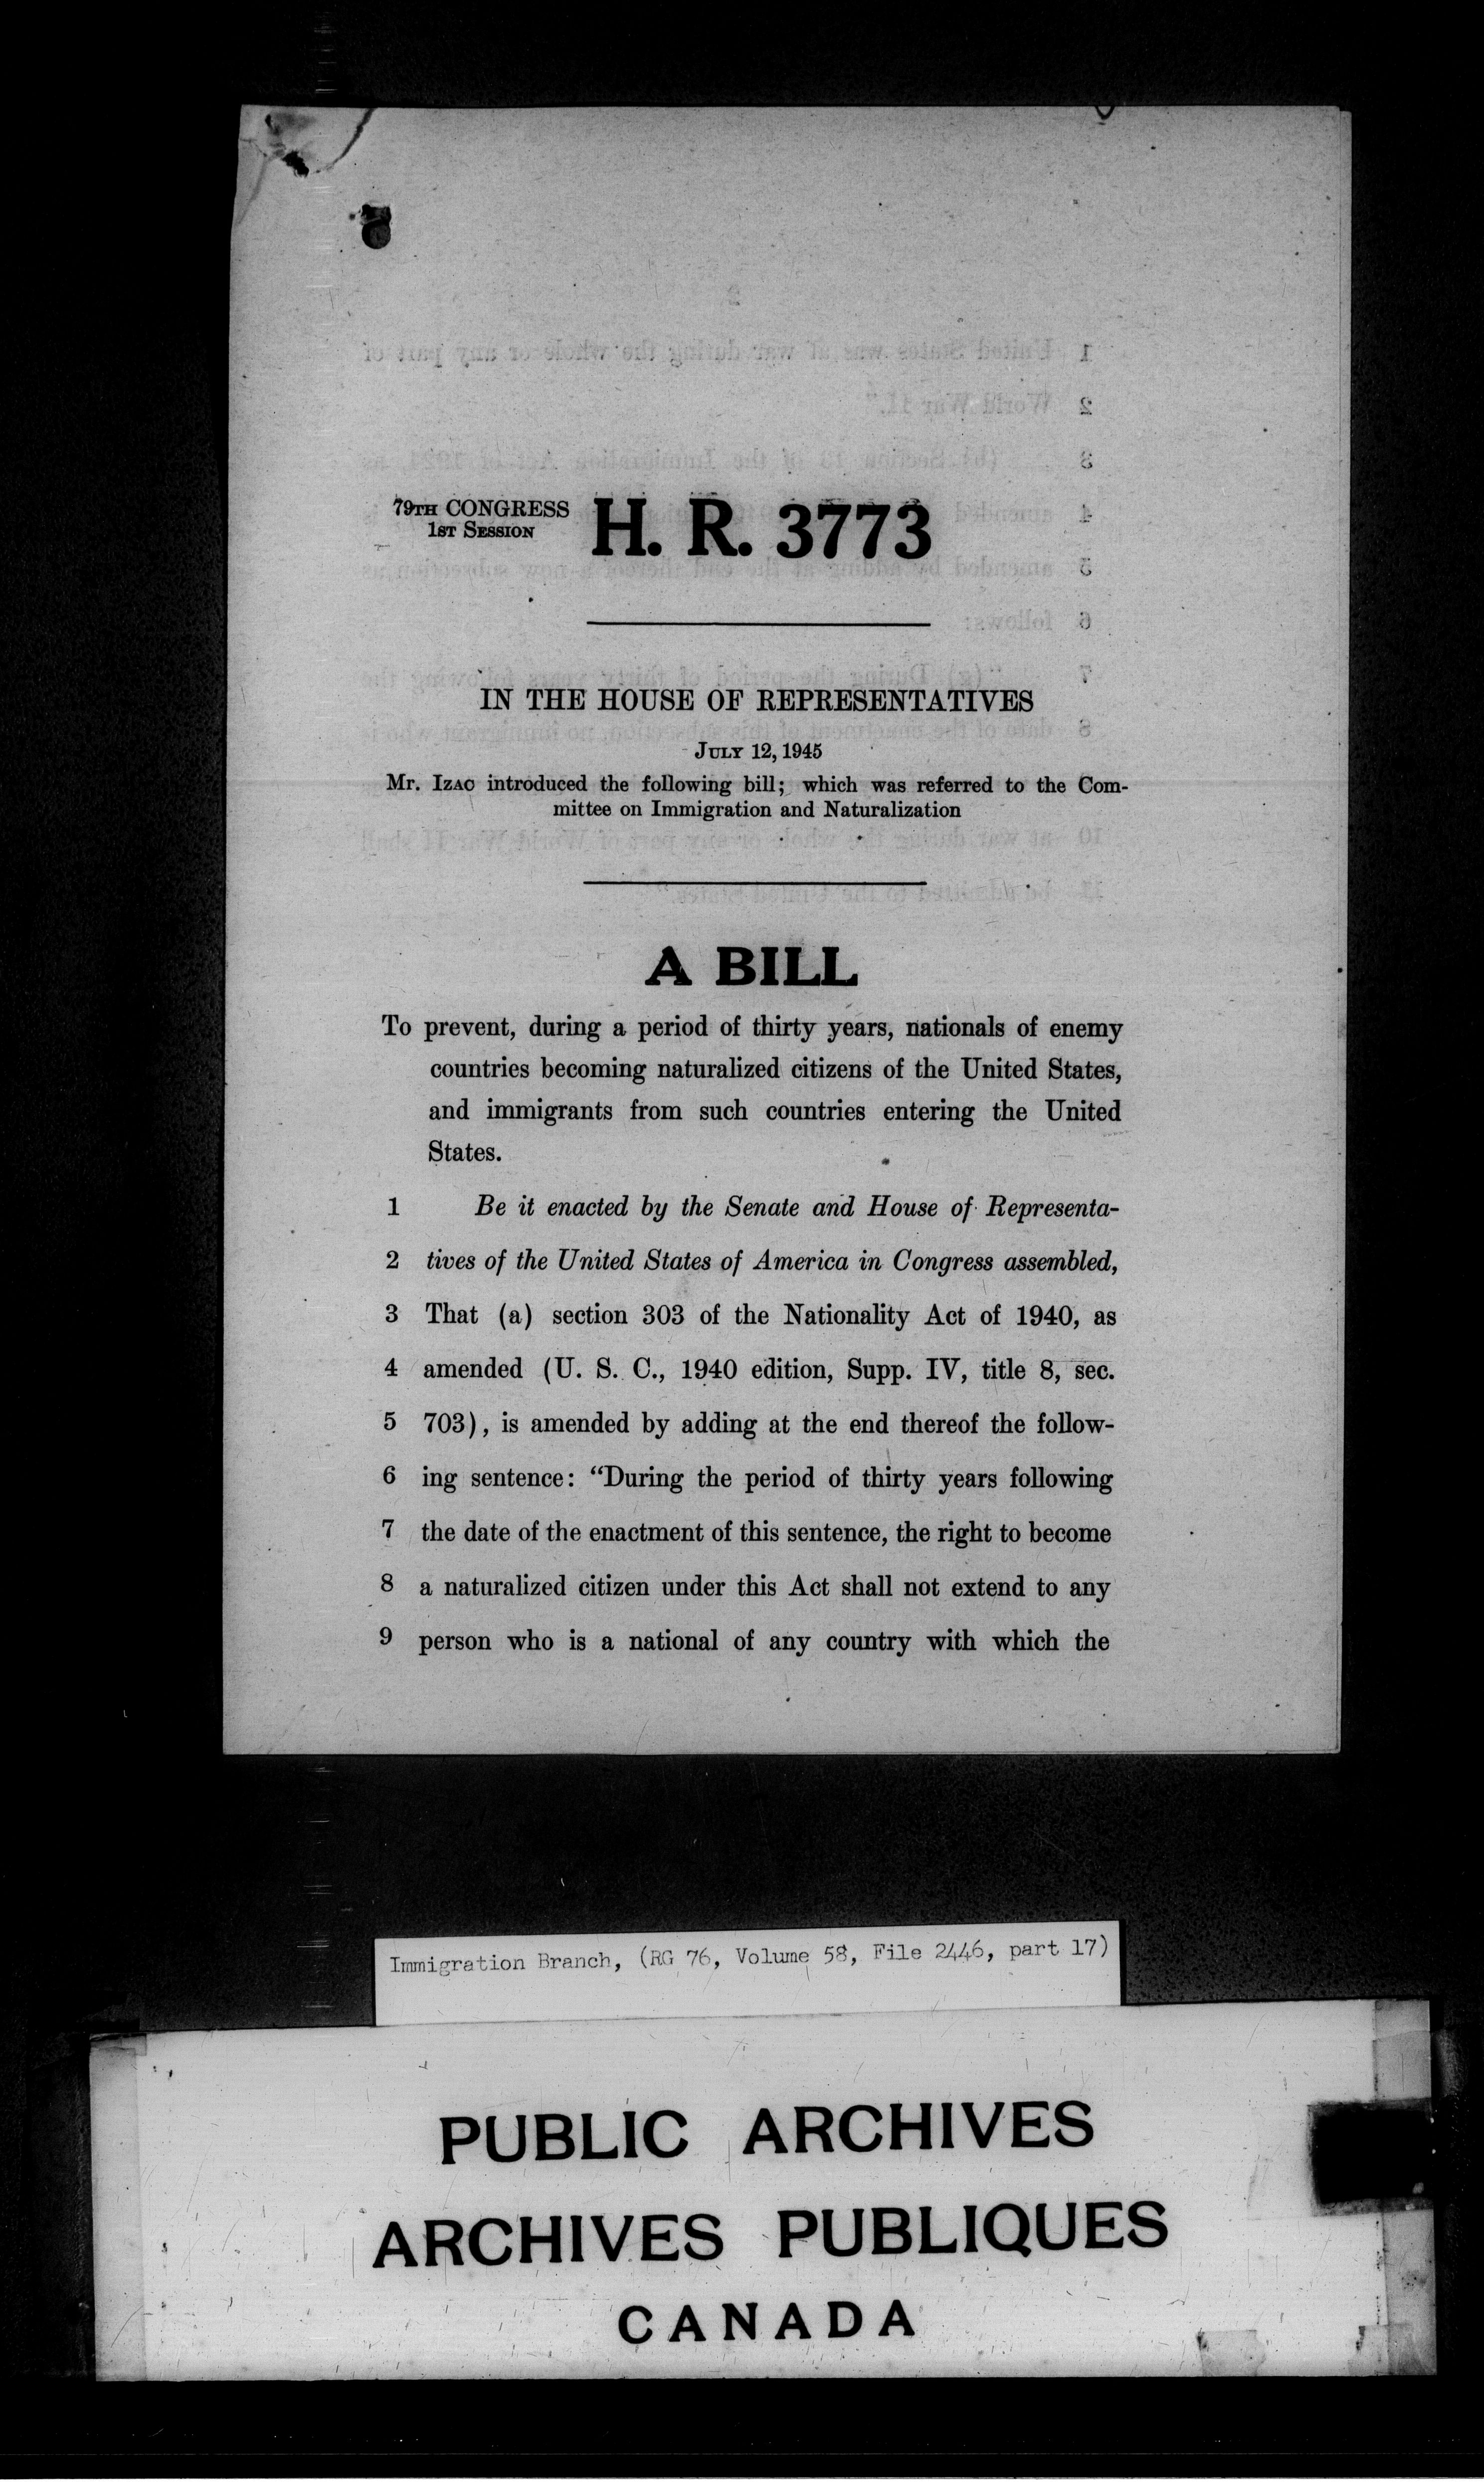 79TH CONGRESS
1ST SESSION
H. R. 3773
IN THE HOUSE OF REPRESENTATIVES
JULY 12, 1945
Mr. IZAC introduced the following bill; which was referred to the Com-
mittee on Immigration and Naturalization
A BILL
To prevent, during a period of thirty years, nationals of enemy
countries becoming naturalized citizens of the United States,
and immigrants from such countries entering the United
States.
1 Be it enacted by the Senate and House of Representa-
2 tives of the United States of America in Congress assembled,
3 That (a) section 303 of the Nationality Act of 1940, as
4 amended (U. S. C., 1940 edition, Supp. IV, title 8, sec.
5 703), is amended by adding at the end thereof the follow-
6 ing sentence: “During the period of thirty years following
7 the date of the enactment of this sentence, the right to become
8 a naturalized citizen under this Act shall not extend to any
9 person who is a national of any country with which the
Immigration Branch, (RG 76, Volume 58, File 2446, part 17)
PUBLIC ARCHIVES
ARCHIVES PUBLIQUES
CANADA